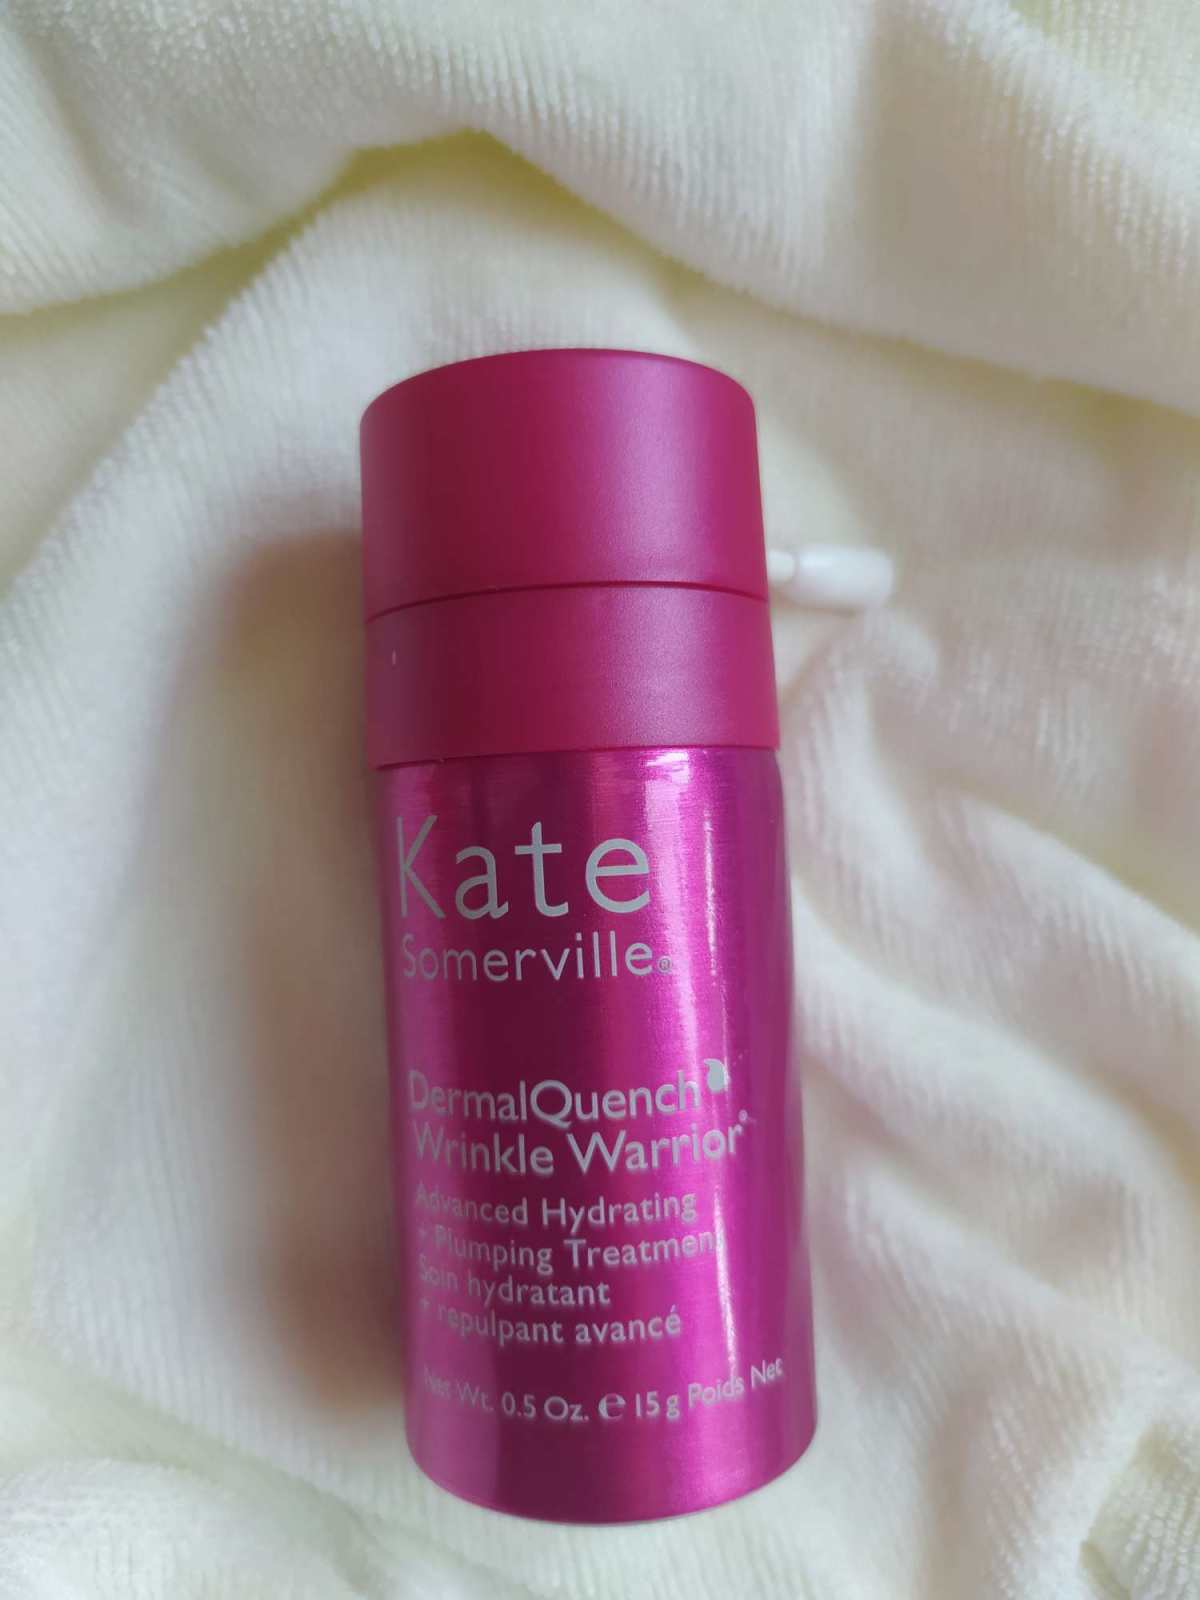 Kate
Somerville®
DermalQuench
Wrinkle Warrior®
Advanced Hydrating
+ Plumping Treatment
Soin hydratant
+ repulpant avancé
Net Wt. 0.5 Oz. ℮ 15 g Poids Net